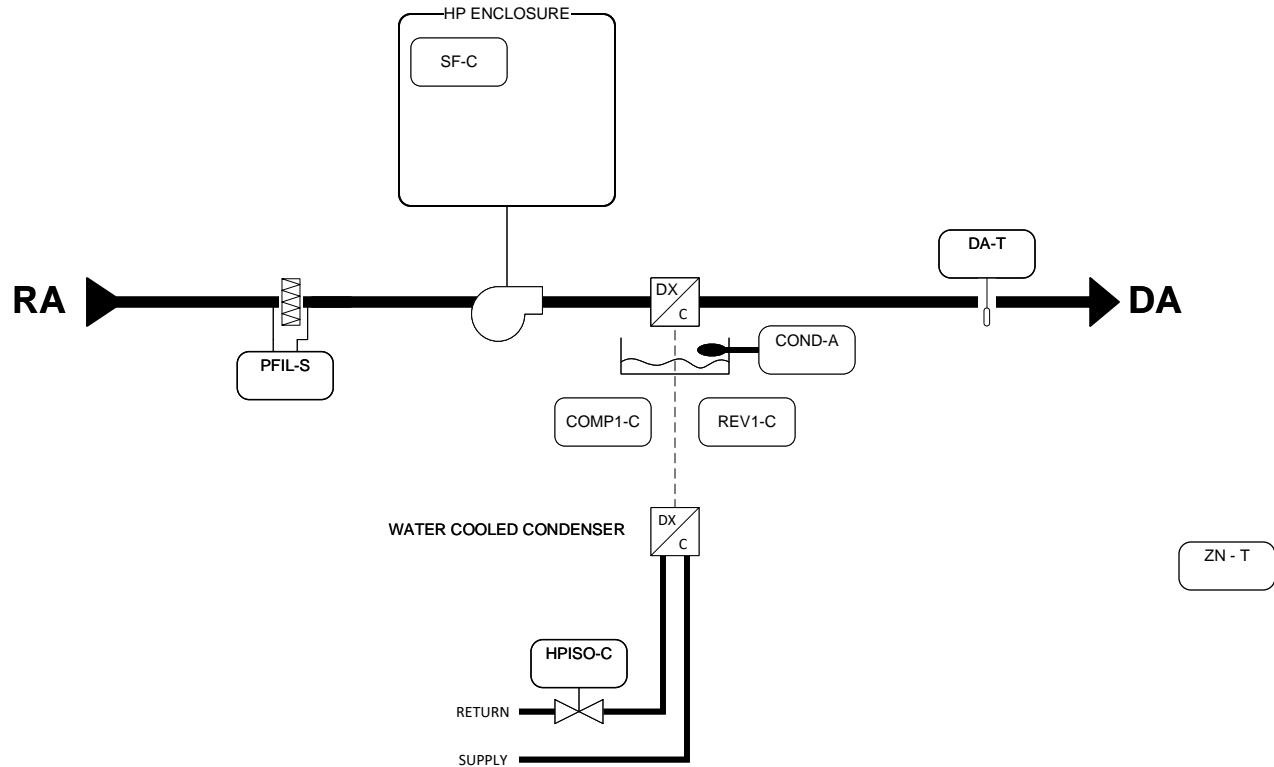 HP ENCLOSURE
SF-C
DA-T
RA
DX
C
DA
PFIL-S
COND-A
COMP1-C
REV1-C
WATER COOLED CONDENSER
DX
C
ZN - T
HPISO-C
RETURN
SUPPLY